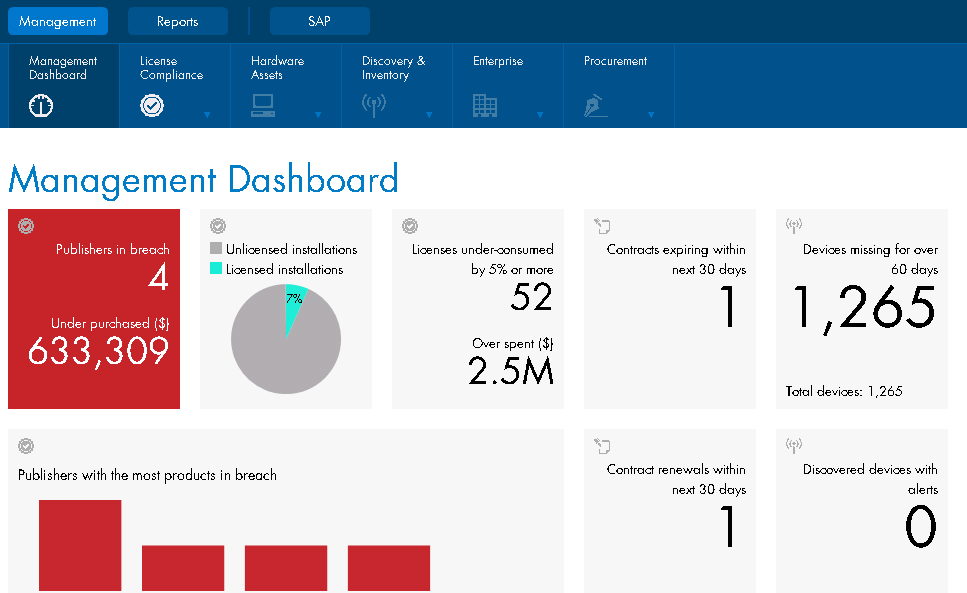 Management
Reports
SAP
Management
Dashboard
License
Compliance
Hardware
Assets
Discovery &
Inventory
Enterprise
Procurement
Management Dashboard
Publishers in breach
4
Under purchased ($)
633,309
Unlicensed installations
Licensed installations
7%
Licenses under-consumed
by 5% or more
52
Over spent ($)
2.5M
Contracts expiring within
next 30 days
1
Devices missing for over
60 days
1,265
Total devices: 1,265
Publishers with the most products in breach
Contract renewals within
next 30 days
1
Discovered devices with
alerts
0